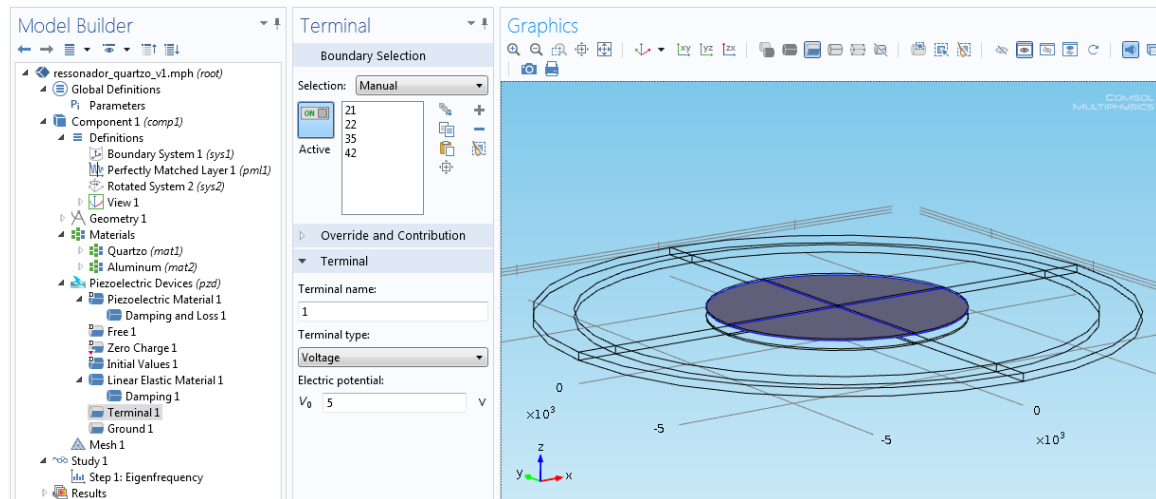 Model Builder
ressonador_quartzo_v1.mph (root)
Global Definitions
Pi Parameters
Component 1 (comp1)
Definitions
Boundary System 1 (sys1)
Perfectly Matched Layer 1 (pml1)
Rotated System 2 (sys2)
View 1
Geometry 1
Materials
Quartzo (mat1)
Aluminum (mat2)
Piezoelectric Devices (pzd)
Piezoelectric Material 1
Damping and Loss 1
Free 1
Zero Charge 1
Initial Values 1
Linear Elastic Material 1
Damping 1
Terminal 1
Ground 1
Mesh 1
Study 1
Step 1: Eigenfrequency
Results
Terminal
Boundary Selection
Selection: Manual
ON
Active
21
22
35
42
Override and Contribution
Terminal
Terminal name:
1
Terminal type:
Voltage
Electric potential:
V0 5 V
Graphics
xy yz zx
COMSOL
MULTIPHYSICS
0
×10³
-5
-5
0
×10³
z
y
x